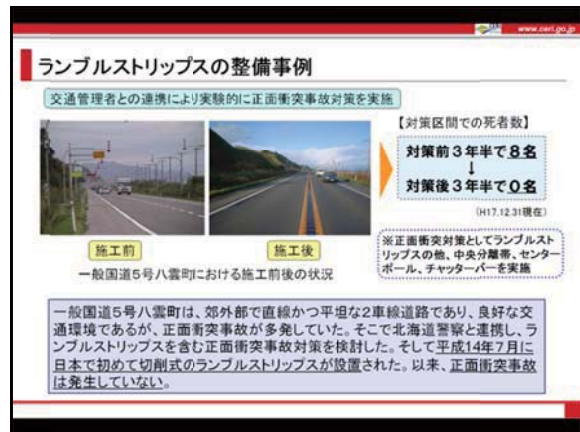 www.ceri.go.jp
ランブルストリップスの整備事例
交通管理者との連携により実験的に正面衝突事故対策を実施
【対策区間での死者数】
対策前3年半で8名
↓
対策後3年半で0名
(H17.12.31現在)
施工前
施工後
一般国道5号八雲町における施工前後の状況
※正面衝突対策としてランブルスト
リップスの他、中央分離帯、センター
ポール、チャッターバーを実施
一般国道5号八雲町は、郊外部で直線かつ平坦な2車線道路であり、良好な交
通環境であるが、正面衝突事故が多発していた。そこで北海道警察と連携し、ラ
ンブルストリップスを含む正面衝突事故対策を検討した。そして平成14年7月に
日本で初めて切削式のランブルストリップスが設置された。以来、正面衝突事故
は発生していない。